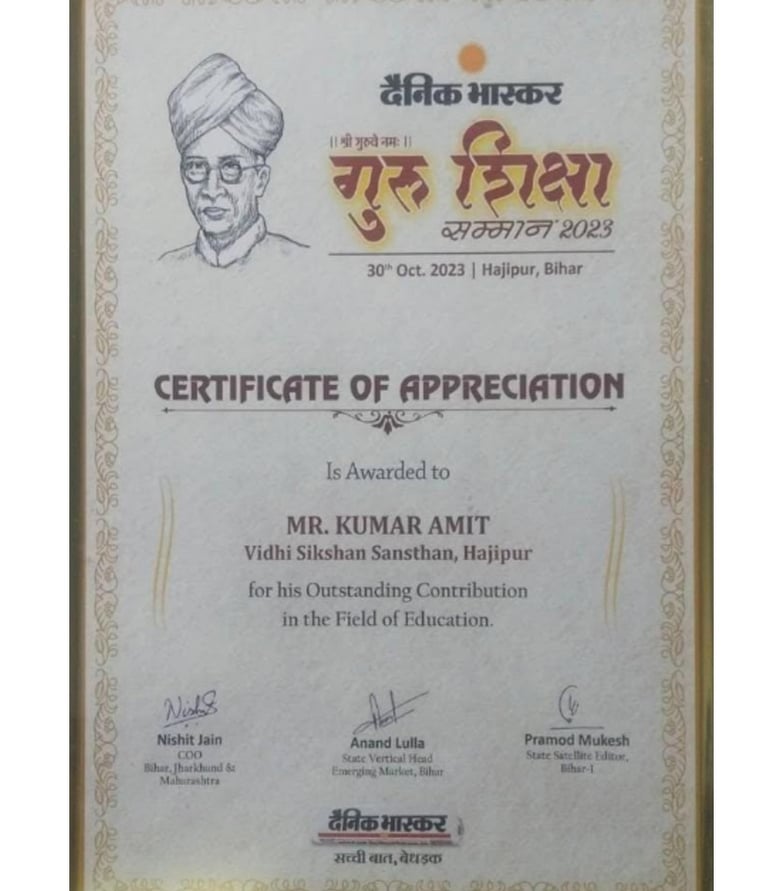 दैनिक भास्कर
|| श्री गुरुवे नमः ||
गुरु शिक्षा
सम्मान 2023
30th Oct. 2023 | Hajipur, Bihar
CERTIFICATE OF APPRECIATION
Is Awarded to
MR. KUMAR AMIT
Vidhi Sikshan Sansthan, Hajipur
for his Outstanding Contribution
in the Field of Education.
Nishit Jain
COO
Bihar, Jharkhand &
Maharashtra
Anand Lulla
State Vertical Head
Emerging Market, Bihar
Pramod Mukesh
State Satellite Editor,
Bihar-1
दैनिक भास्कर
सच्ची बात, बेधड़क